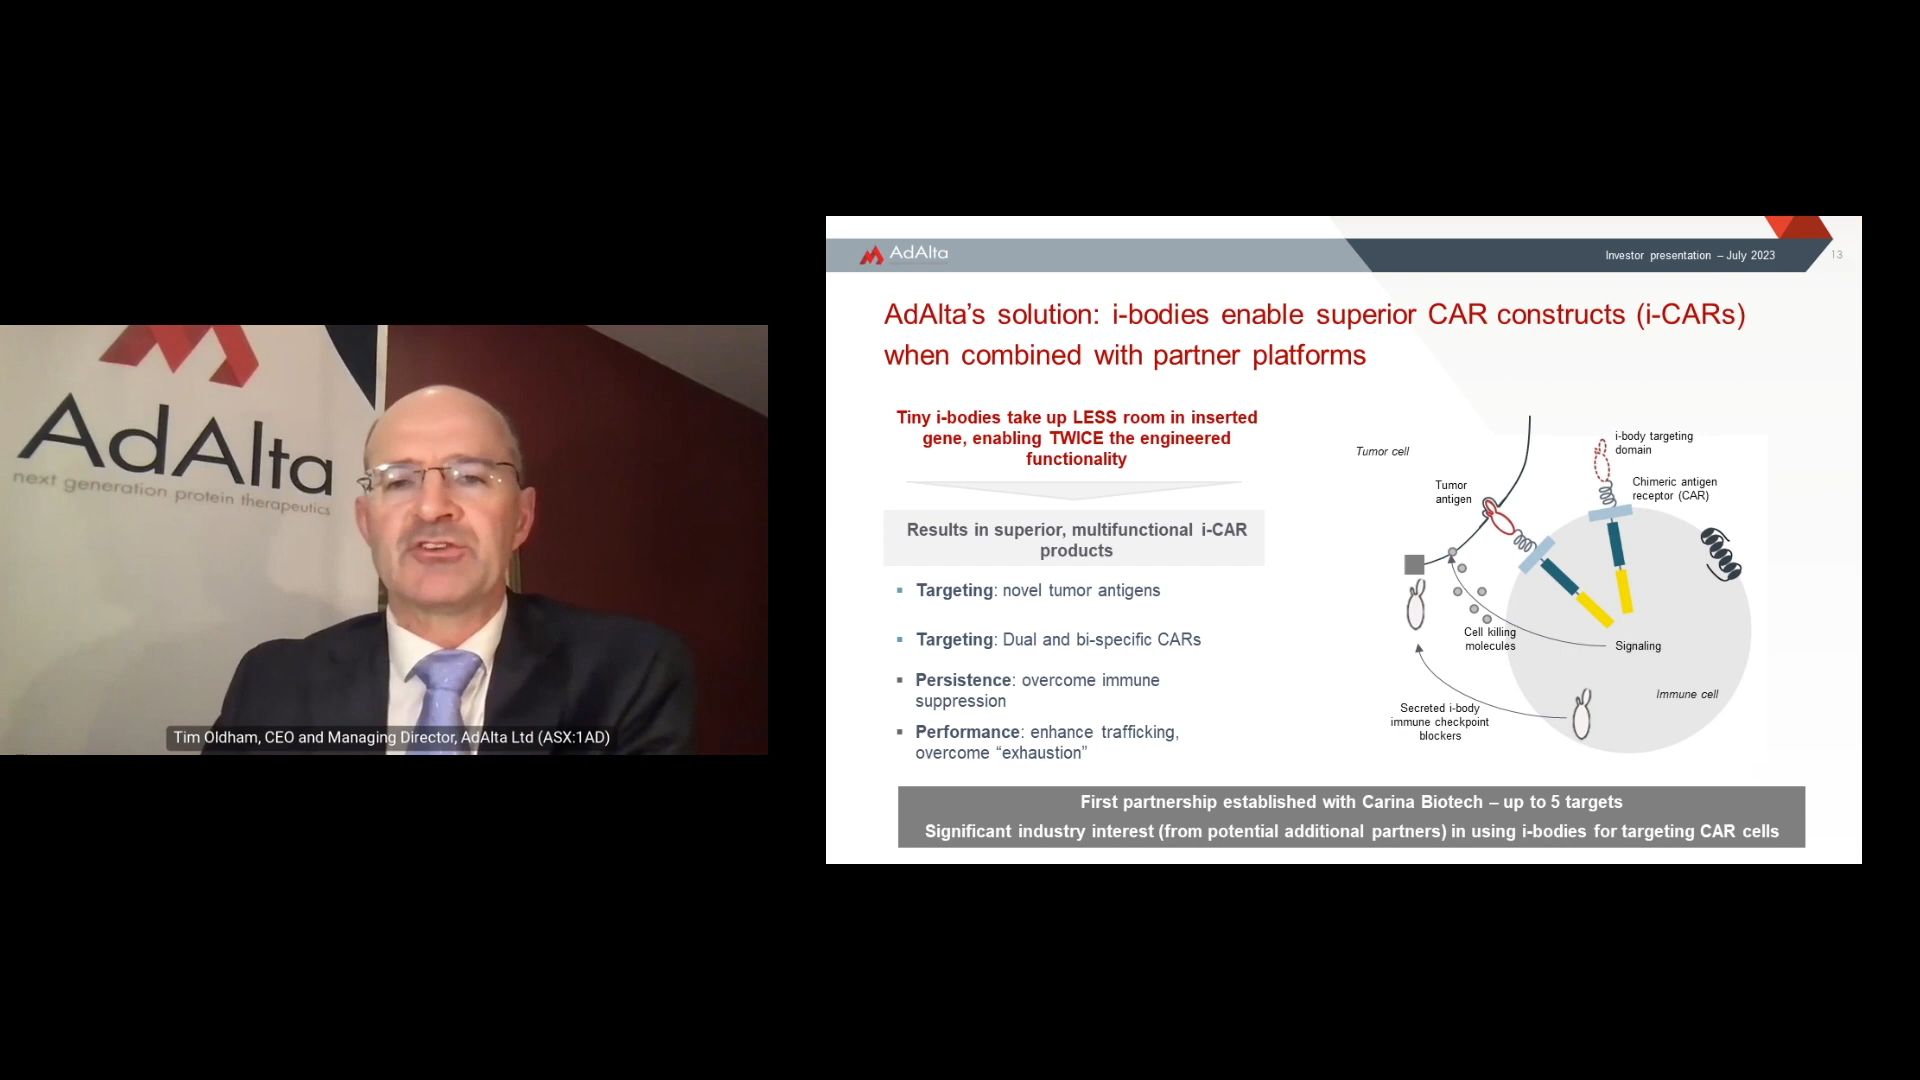 AdAlta
next generation protein therapeutics
Tim Oldham, CEO and Managing Director, AdAlta Ltd (ASX:1AD)
AdAlta
Investor presentation – July 2023
13
AdAlta’s solution: i-bodies enable superior CAR constructs (i-CARs)
when combined with partner platforms
Tiny i-bodies take up LESS room in inserted
gene, enabling TWICE the engineered
functionality
Results in superior, multifunctional i-CAR
products
▪ Targeting: novel tumor antigens
▪ Targeting: Dual and bi-specific CARs
▪ Persistence: overcome immune
suppression
▪ Performance: enhance trafficking,
overcome “exhaustion”
Tumor cell
i-body targeting
domain
Tumor
antigen
Chimeric antigen
receptor (CAR)
Cell killing
molecules
Signaling
Immune cell
Secreted i-body
immune checkpoint
blockers
First partnership established with Carina Biotech – up to 5 targets
Significant industry interest (from potential additional partners) in using i-bodies for targeting CAR cells